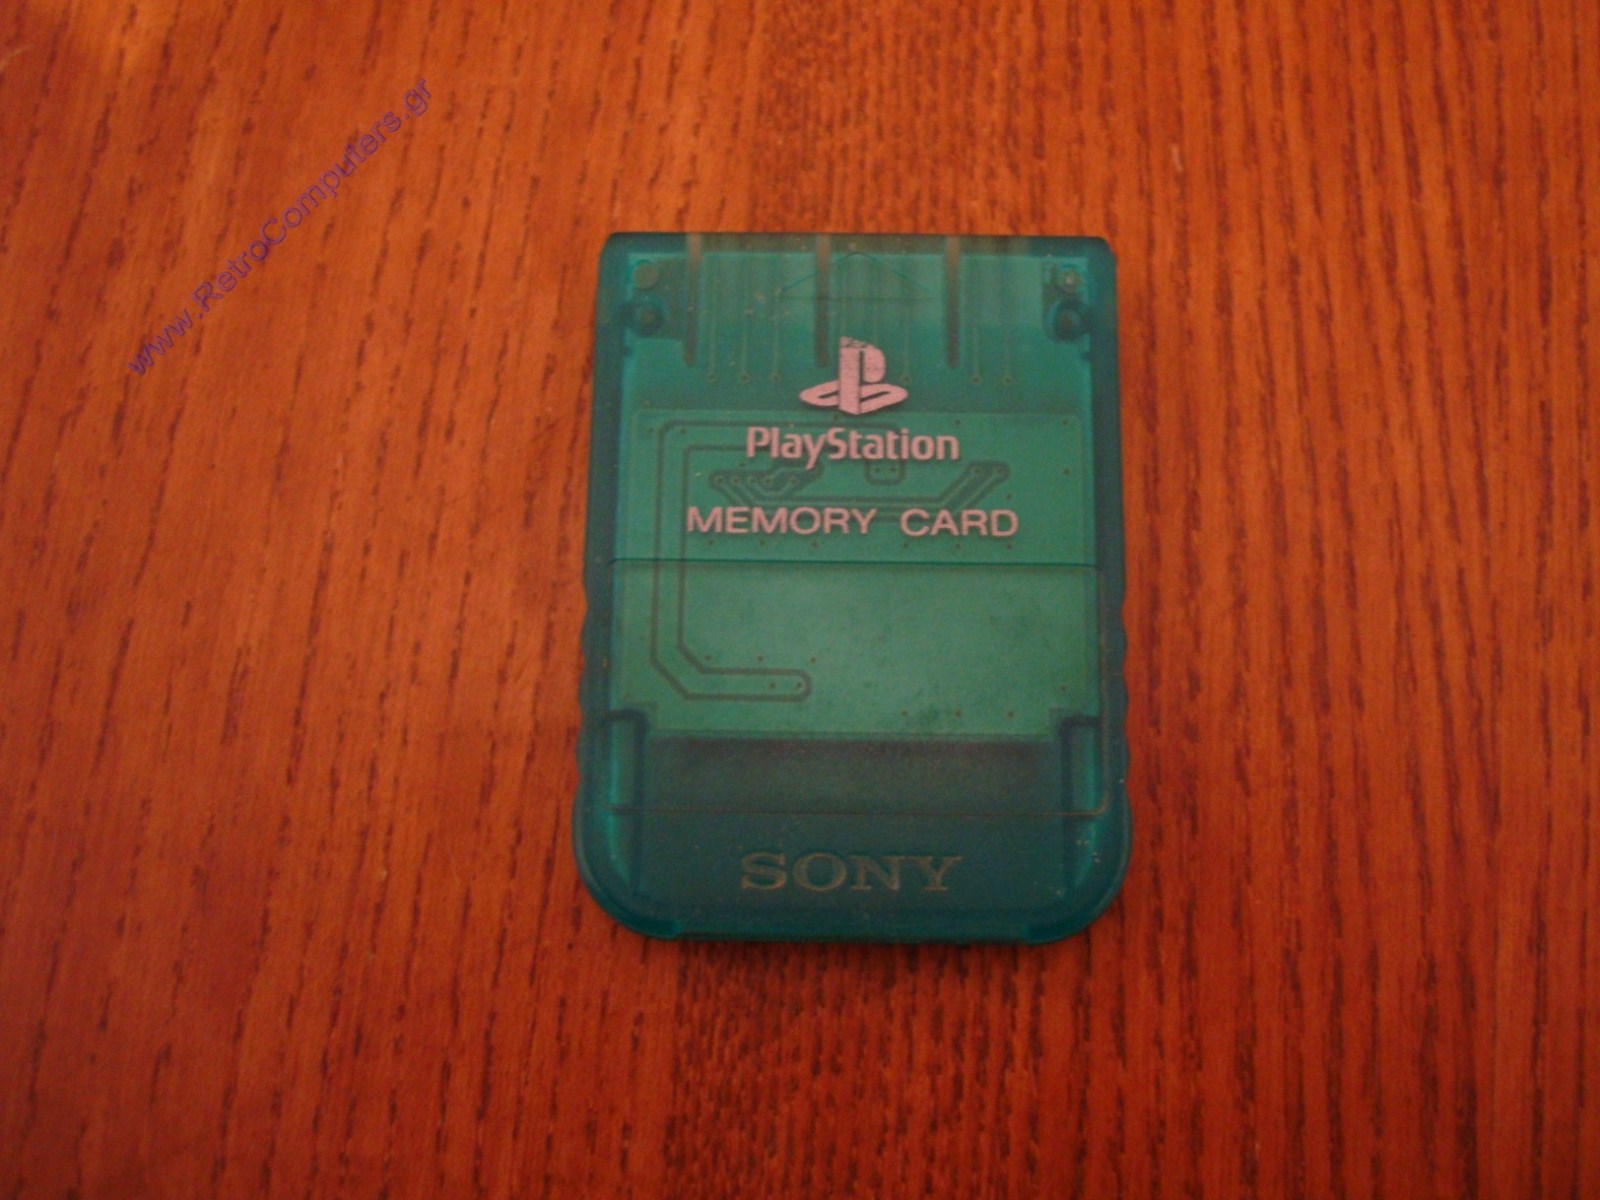 www.RetroComputers.gr
PlayStation
MEMORY CARD
SONY